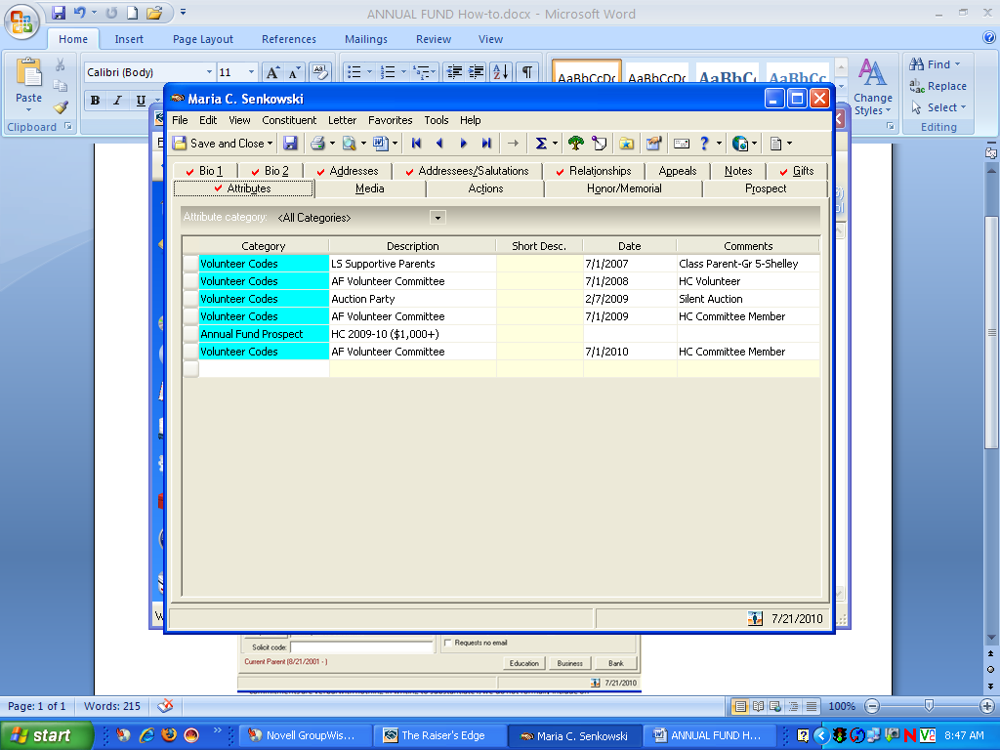 ANNUAL FUND How-to.docx - Microsoft Word
Home Insert Page Layout References Mailings Review View
Calibri (Body) 11
Paste
B I U
AaBbCcDc AaBbCcDc AaBbC AaBbCc
Change Styles
Find
Replace
Select
Clipboard Editing
Maria C. Senkowski
File Edit View Constituent Letter Favorites Tools Help
Save and Close
Bio 1 Bio 2 Addresses Addressees/Salutations Relationships Appeals Notes Gifts
Attributes Media Actions Honor/Memorial Prospect
Attribute category: <All Categories>
Category Description Short Desc. Date Comments
Volunteer Codes LS Supportive Parents 7/1/2007 Class Parent-Gr 5-Shelley
Volunteer Codes AF Volunteer Committee 7/1/2008 HC Volunteer
Volunteer Codes Auction Party 2/7/2009 Silent Auction
Volunteer Codes AF Volunteer Committee 7/1/2009 HC Committee Member
Annual Fund Prospect HC 2009-10 ($1,000+)
Volunteer Codes AF Volunteer Committee 7/1/2010 HC Committee Member
7/21/2010
Solicit code: Requests no email
Current Parent (8/21/2001 - )
Education Business Bank
7/21/2010
Page: 1 of 1 Words: 215 100%
start Novell GroupWis... The Raiser's Edge Maria C. Senkowski ANNUAL FUND H... 8:47 AM